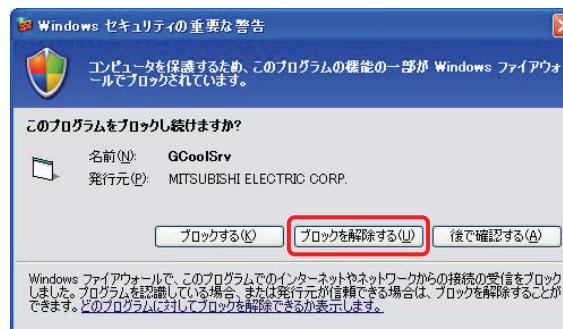 Windows セキュリティの重要な警告
コンピュータを保護するため、このプログラムの機能の一部が Windows ファイアウォ
ールでブロックされています。
このプログラムをブロックし続けますか?
名前(N): GCoolSrv
発行元(P): MITSUBISHI ELECTRIC CORP.
ブロックする(K) ブロックを解除する(U) 後で確認する(A)
Windows ファイアウォールで、このプログラムでのインターネットやネットワークからの接続の受信をブロック
しました。プログラムを認識している場合、または発行元が信頼できる場合は、ブロックを解除することが
できます。どのプログラムに対してブロックを解除できるか表示します。